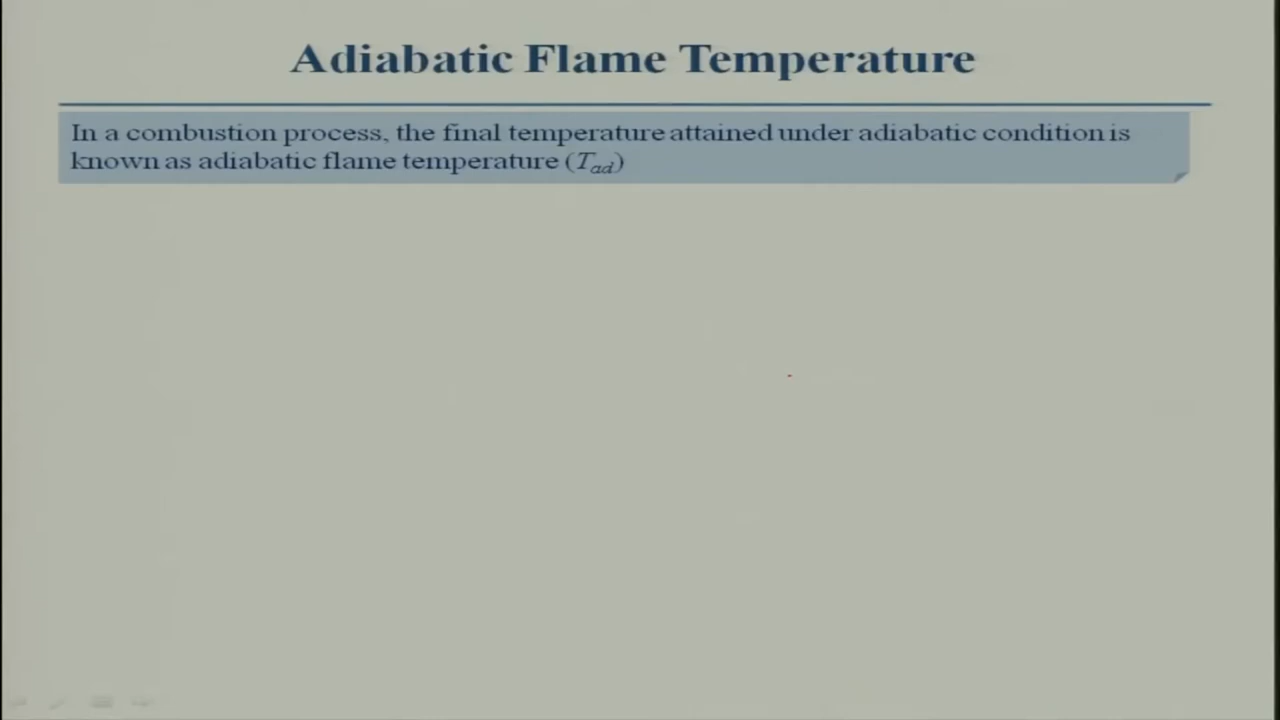 Adiabatic Flame Temperature
In a combustion process, the final temperature attained under adiabatic condition is
known as adiabatic flame temperature (T_ad)